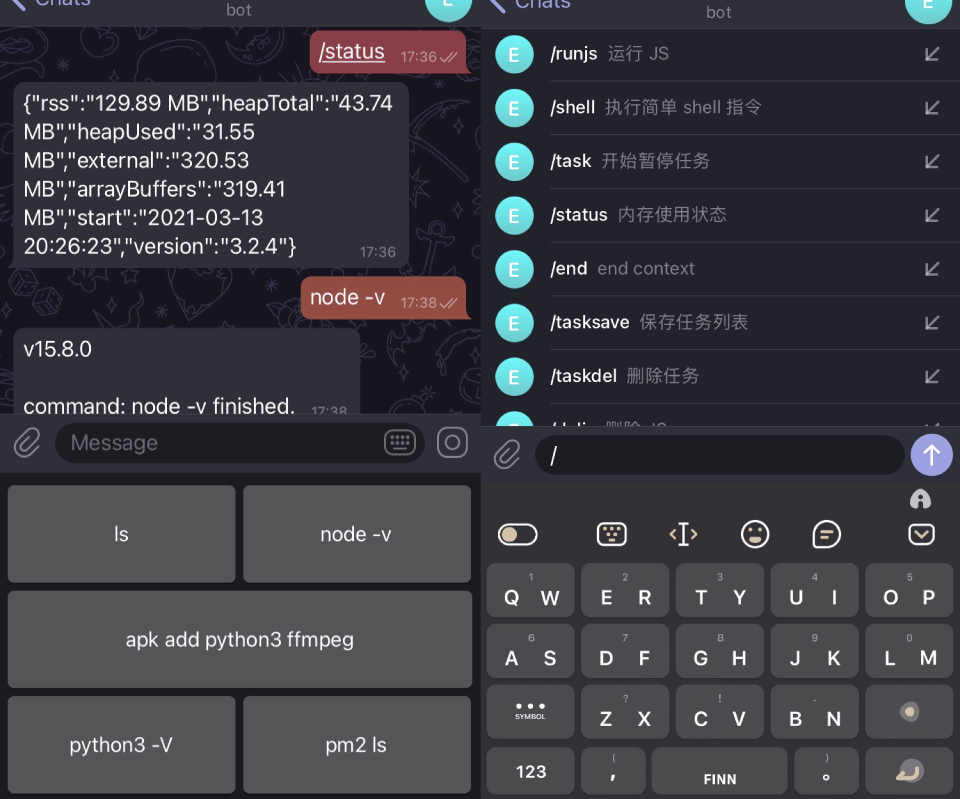 Chats
bot
E
/status 17:36
{"rss":"129.89 MB","heapTotal":"43.74
MB","heapUsed":"31.55
MB","external":"320.53
MB","arrayBuffers":"319.41
MB","start":"2021-03-13
20:26:23","version":"3.2.4"}
17:36
node -v 17:38
v15.8.0
command: node -v finished. 17:38
Message
ls
node -v
apk add python3 ffmpeg
python3 -V
pm2 ls
Chats
bot
E
E /runjs 运行 JS
E /shell 执行简单 shell 指令
E /task 开始暂停任务
E /status 内存使用状态
E /end end context
E /tasksave 保存任务列表
E /taskdel 删除任务
/
1 2 3 4 5
Q W E R T Y U I O P
6 7 8 9 0
A S D F G H J K L M
? ! .
SYMBOL Z X C V B N
( )
123 , FINN 。